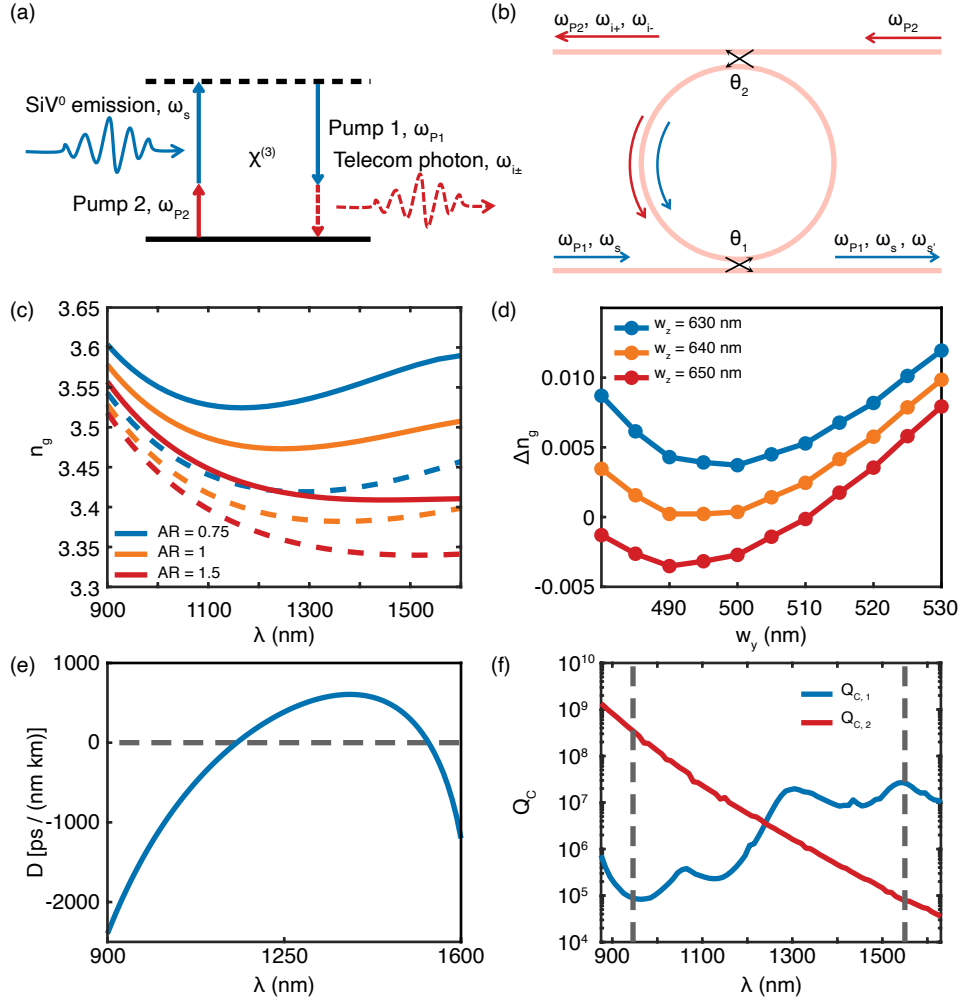 (a)
SiV⁰ emission, ωs
Pump 2, ωP2
χ(3)
Pump 1, ωP1
Telecom photon, ωi±
(b)
ωP2, ωi+, ωi-
ωP2
θ2
θ1
ωP1, ωs
ωP1, ωs, ωs'
(c)
3.65
3.6
3.55
3.5
3.45
3.4
3.35
3.3
ng
AR = 0.75
AR = 1
AR = 1.5
900 1100 1300 1500
λ (nm)
(d)
wz = 630 nm
wz = 640 nm
wz = 650 nm
0.010
0.005
0
-0.005
Δng
490 500 510 520 530
wy (nm)
(e)
1000
0
-1000
-2000
D [ps / (nm km)]
900 1250 1600
λ (nm)
(f)
QC, 1
QC, 2
10¹⁰
10⁹
10⁸
10⁷
10⁶
10⁵
10⁴
QC
900 1100 1300 1500
λ (nm)